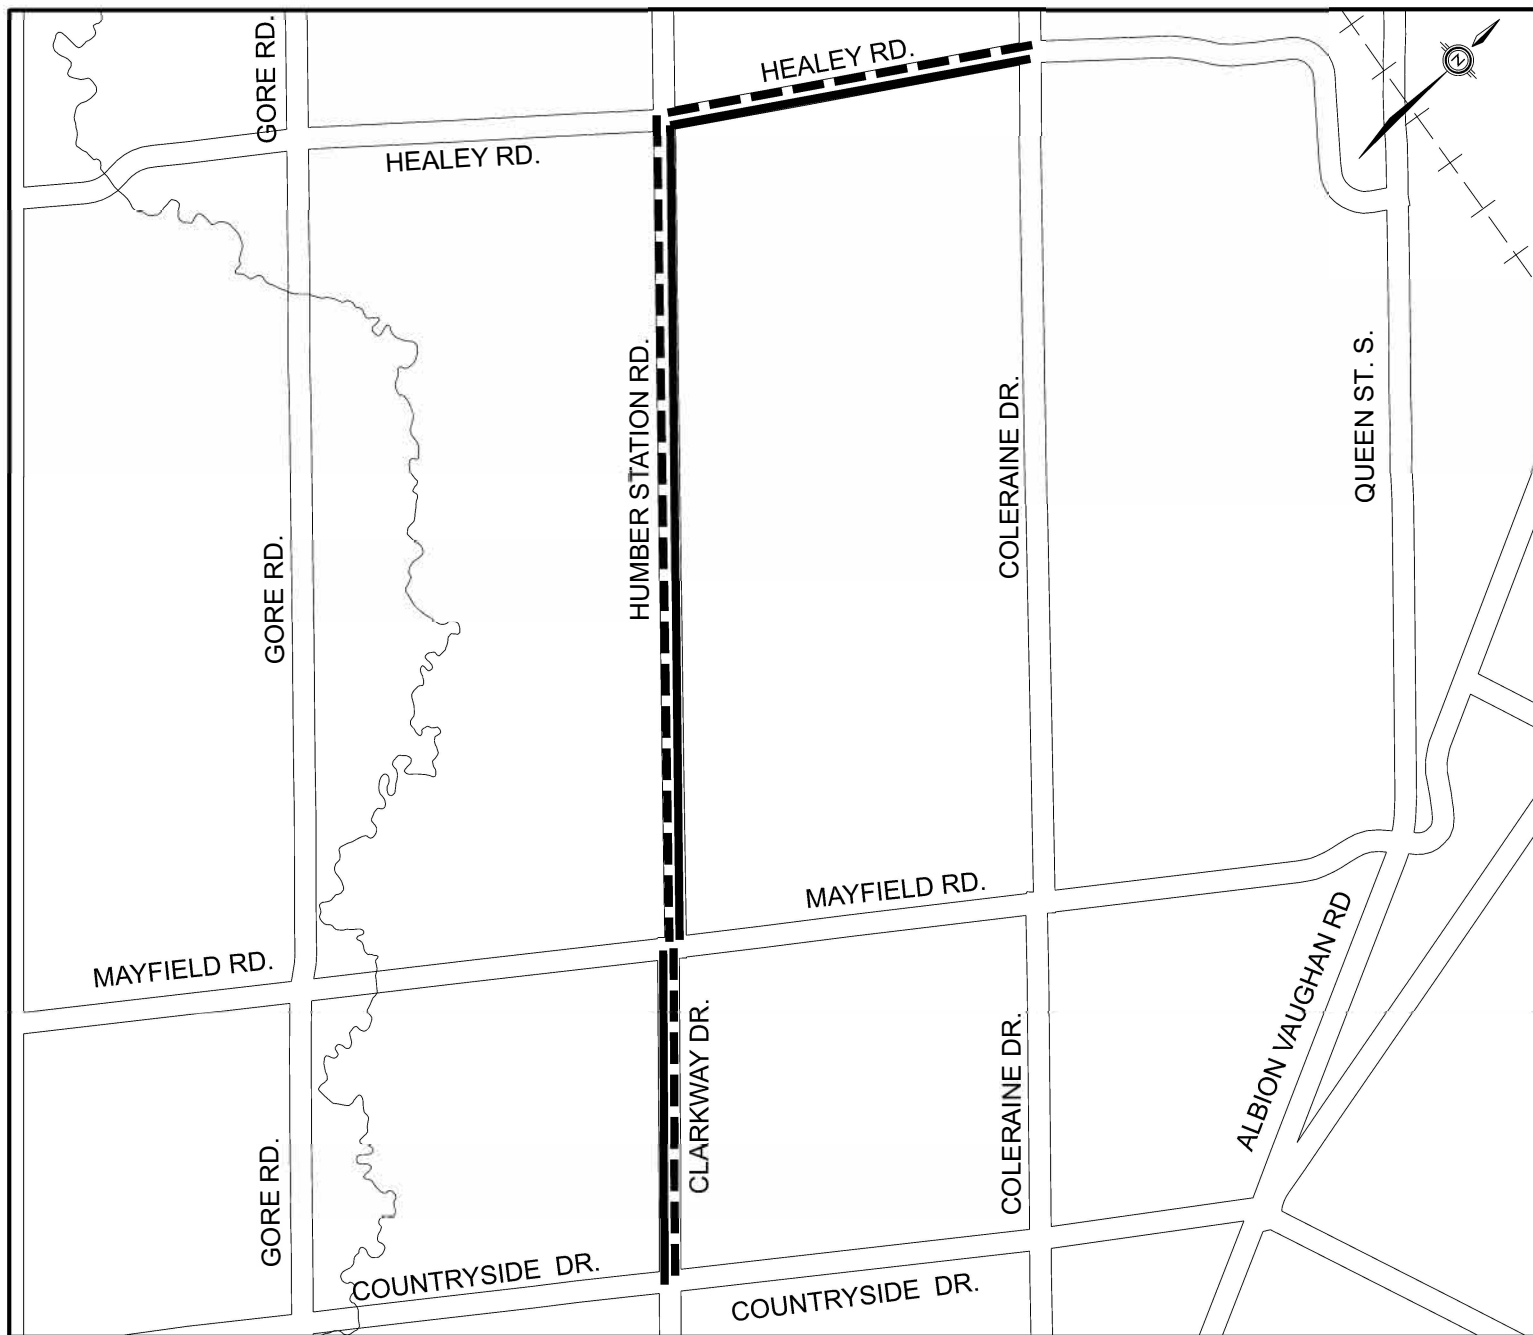 GORE RD.
HEALEY RD.
N
HEALEY RD.
HUMBER STATION RD.
COLERAINE DR.
QUEEN ST. S.
GORE RD.
MAYFIELD RD.
MAYFIELD RD.
ALBION VAUGHAN RD
CLARKWAY DR.
COLERAINE DR.
GORE RD.
COUNTRYSIDE DR.
COUNTRYSIDE DR.